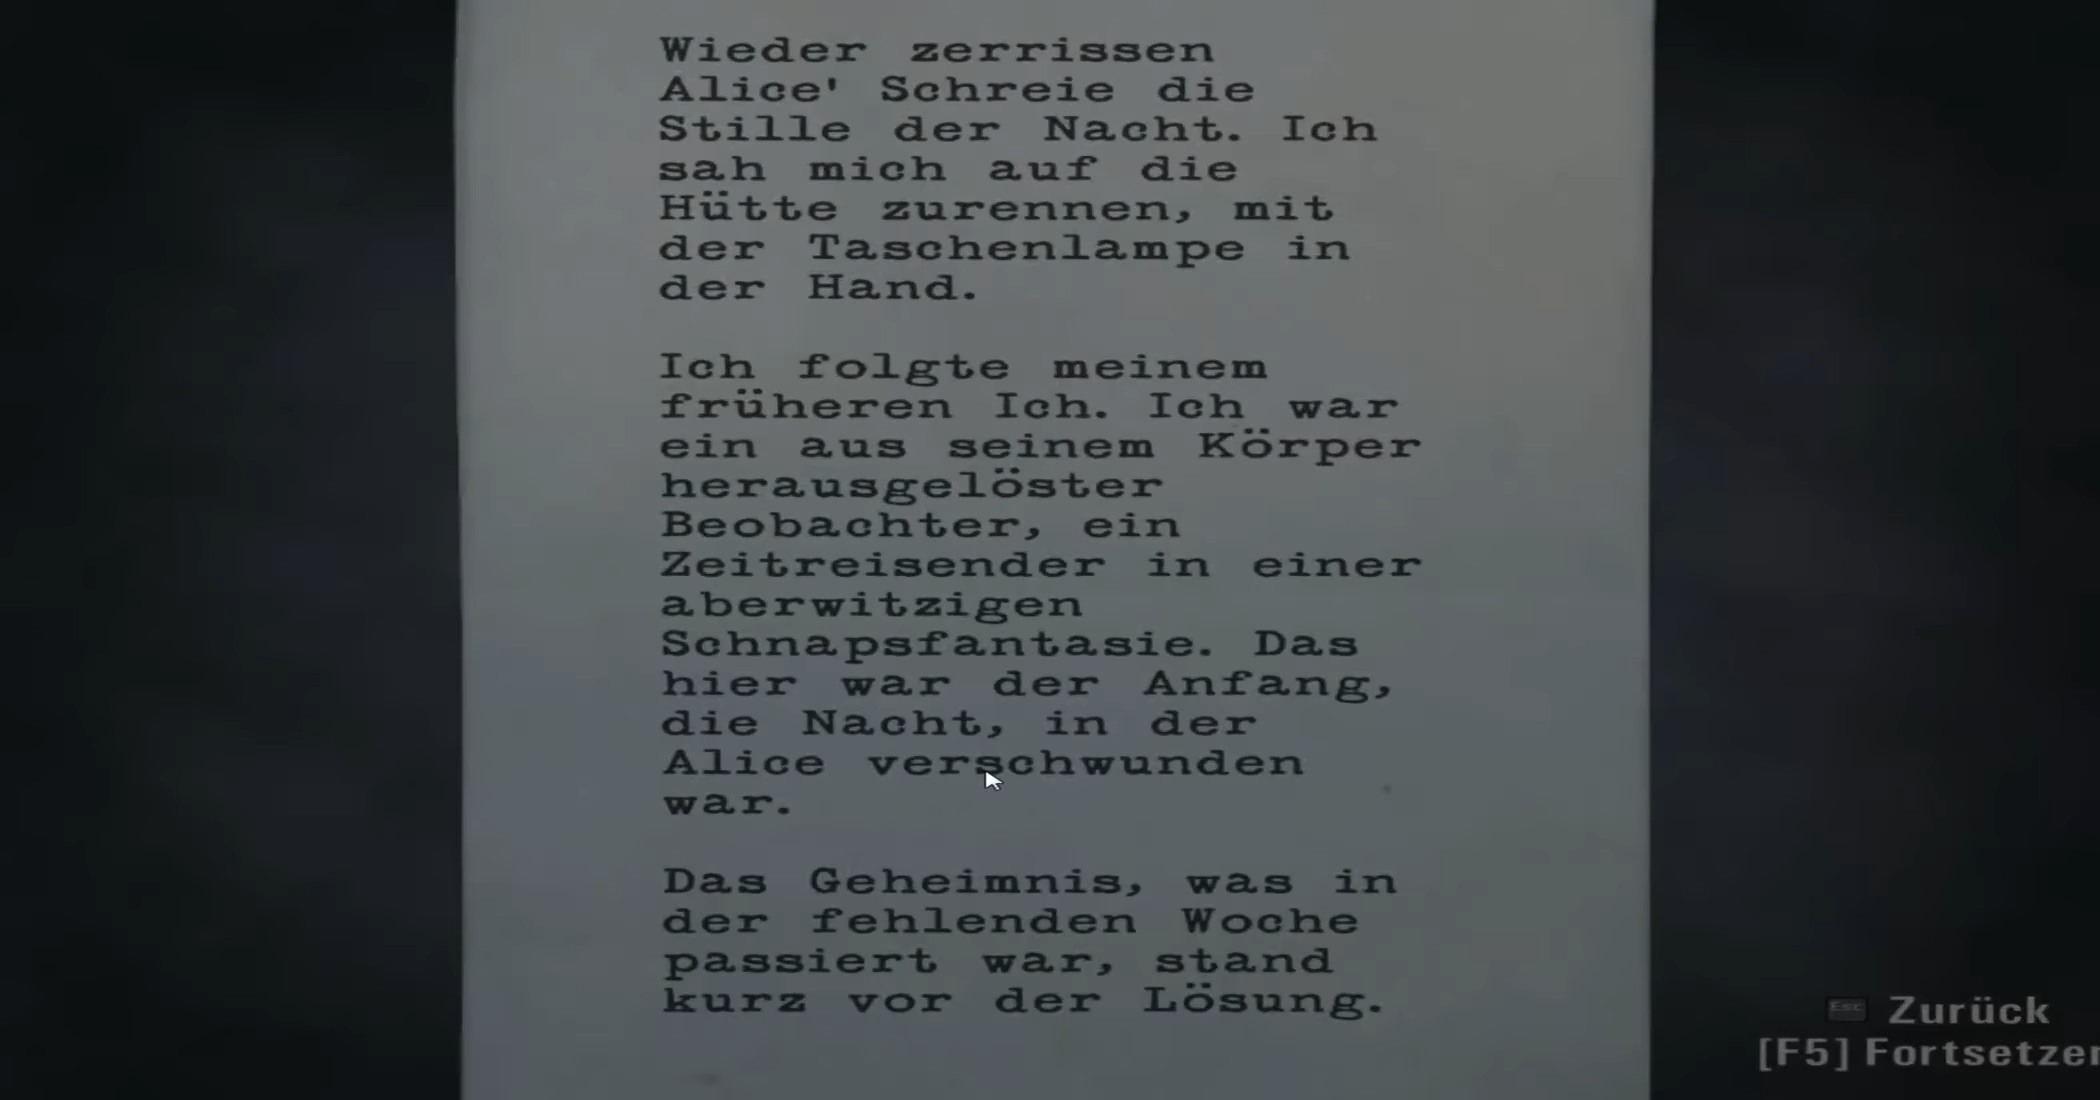 Wieder zerrissen
Alice' Schreie die
Stille der Nacht. Ich
sah mich auf die
Hütte zurennen, mit
der Taschenlampe in
der Hand.
Ich folgte meinem
früheren Ich. Ich war
ein aus seinem Körper
herausgelöster
Beobachter, ein
Zeitreisender in einer
aberwitzigen
Schnapsfantasie. Das
hier war der Anfang,
die Nacht, in der
Alice verschwunden
war.
Das Geheimnis, was in
der fehlenden Woche
passiert war, stand
kurz vor der Lösung.
Esc Zurück
[F5] Fortsetzen